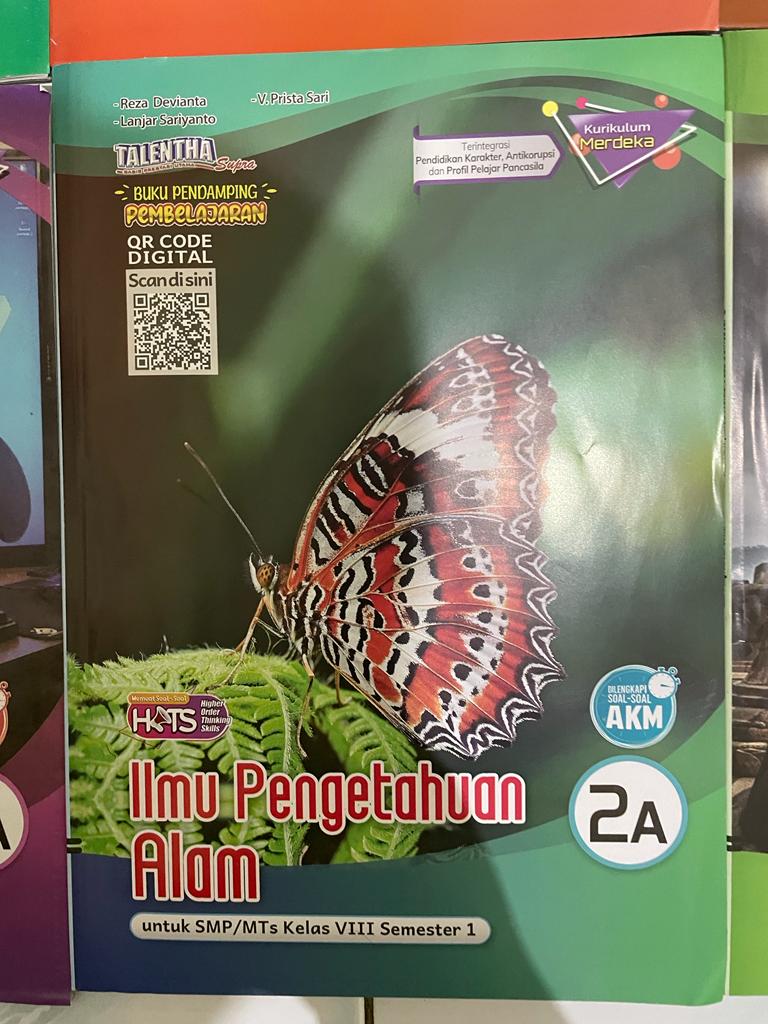 -Reza Devianta
-V. Prista Sari
-Lanjar Sariyanto
TALENTHA
Supra
BUKU PENDAMPING
PEMBELAJARAN
QR CODE
DIGITAL
Scan di sini
Terintegrasi
Pendidikan Karakter, Antikorupsi
dan Profil Pelajar Pancasila
Kurikulum
Merdeka
Memuat Soal-Soal
HOTS
Higher
Order
Thinking
Skills
DILENGKAPI
SOAL-SOAL
AKM
Ilmu Pengetahuan
Alam
2A
untuk SMP/MTs Kelas VIII Semester 1